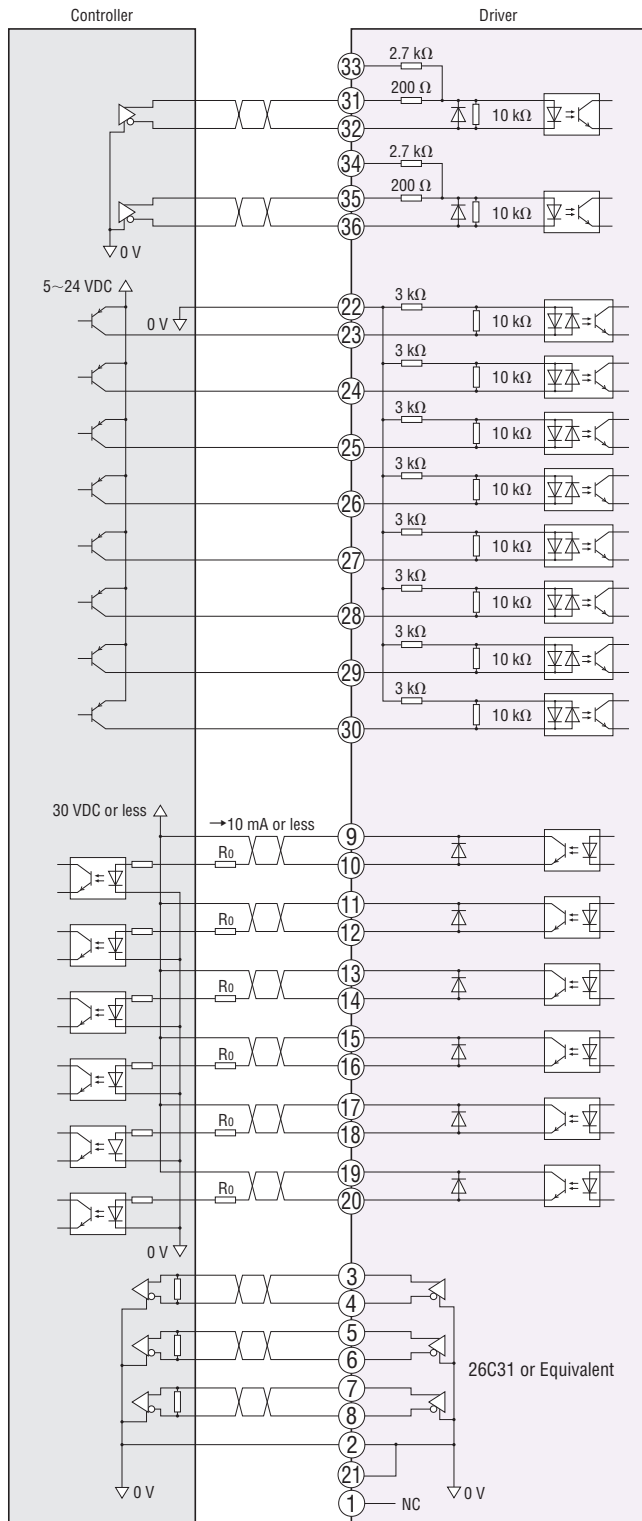 Controller Driver
33 2.7 kΩ
31 200 Ω
32 10 kΩ
34 2.7 kΩ
35 200 Ω
36 10 kΩ
0 V
5~24 VDC
22 3 kΩ
0 V 23 10 kΩ
3 kΩ
24 10 kΩ
3 kΩ
25 10 kΩ
3 kΩ
26 10 kΩ
3 kΩ
27 10 kΩ
3 kΩ
28 10 kΩ
3 kΩ
29 10 kΩ
3 kΩ
30 10 kΩ
30 VDC or less →10 mA or less
9
R0 10
11
R0 12
13
R0 14
15
R0 16
17
R0 18
19
R0 20
0 V
3
4
5
6 26C31 or Equivalent
7
8
2
21
0 V 0 V
1 NC